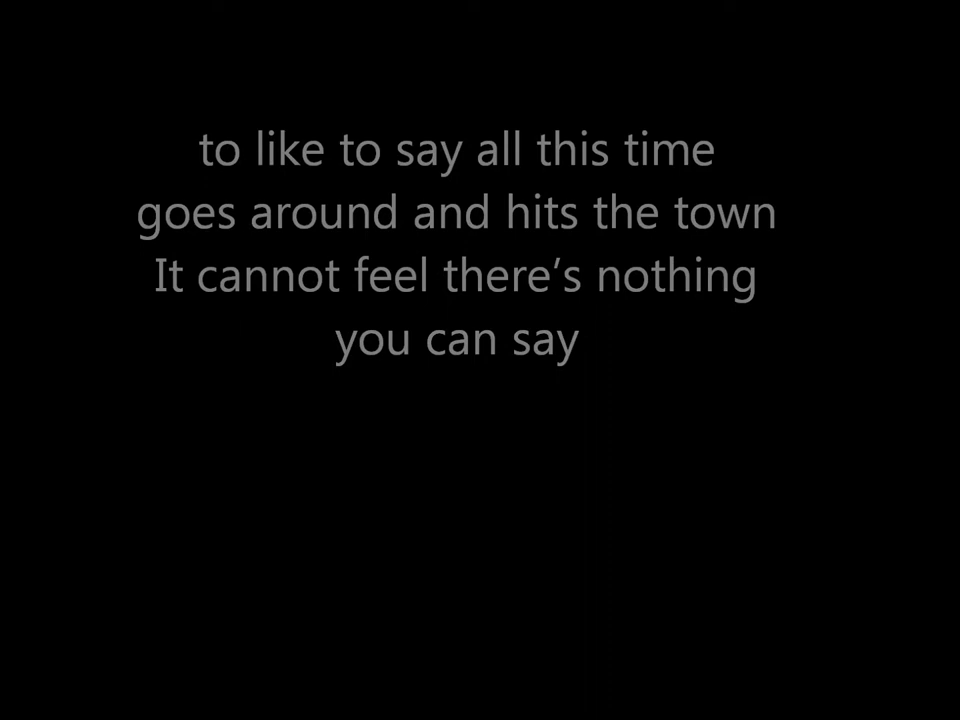 to like to say all this time
goes around and hits the town
It cannot feel there’s nothing
you can say